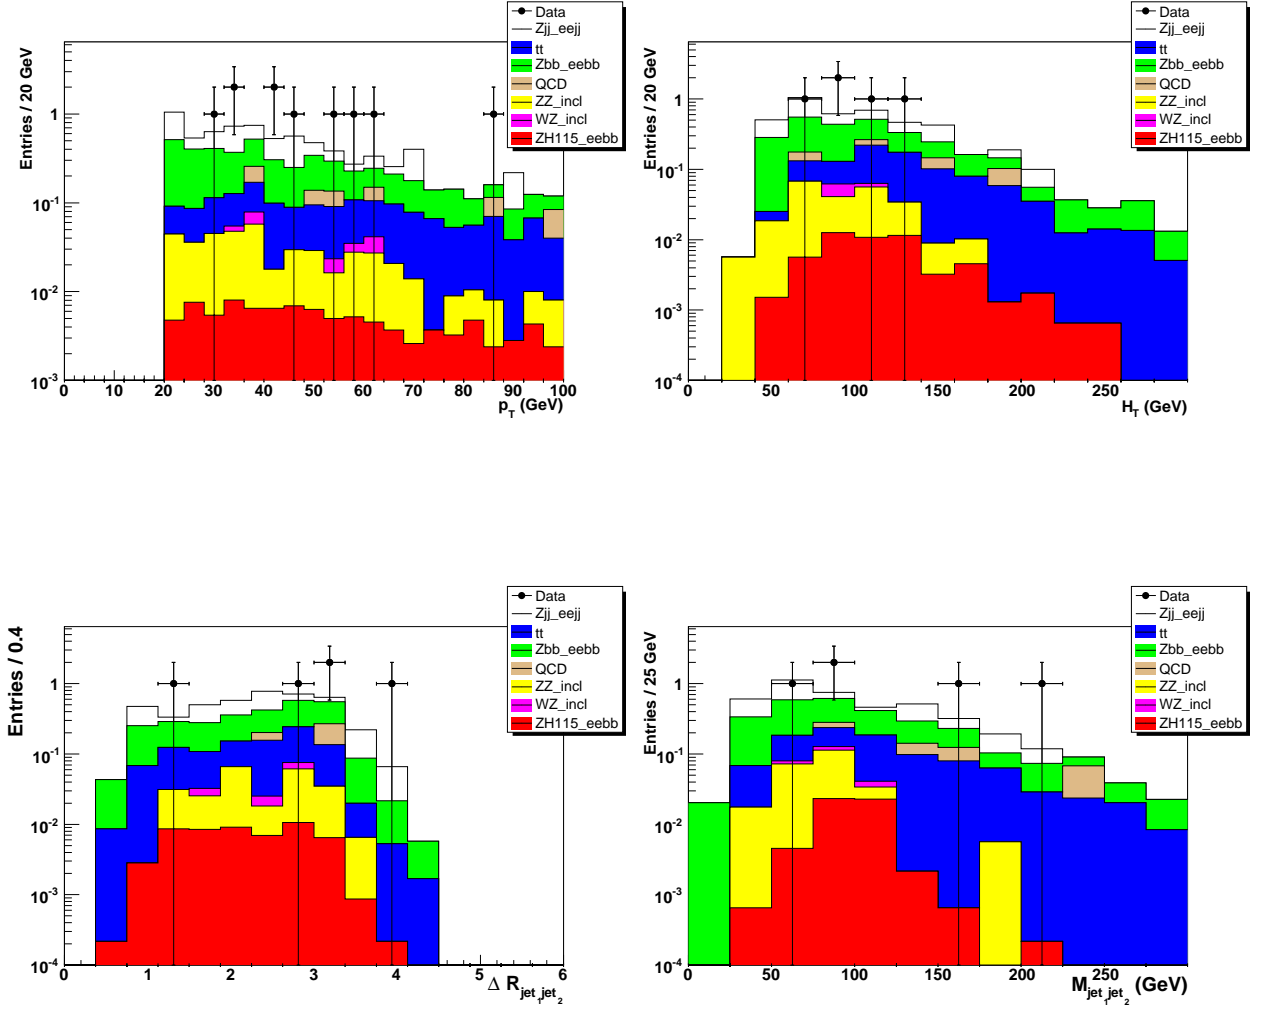 Data
Zjj_eejj
tt
Zbb_eebb
QCD
ZZ_incl
WZ_incl
ZH115_eebb
Entries / 20 GeV
1
10^-1
10^-2
10^-3
0 10 20 30 40 50 60 70 80 90 100
p_T (GeV)
Data
Zjj_eejj
tt
Zbb_eebb
QCD
ZZ_incl
WZ_incl
ZH115_eebb
Entries / 20 GeV
1
10^-1
10^-2
10^-3
10^-4
0 50 100 150 200 250
H_T (GeV)
Data
Zjj_eejj
tt
Zbb_eebb
QCD
ZZ_incl
WZ_incl
ZH115_eebb
Entries / 0.4
1
10^-1
10^-2
10^-3
10^-4
0 1 2 3 4 5 6
Δ R_jet_1jet_2
Data
Zjj_eejj
tt
Zbb_eebb
QCD
ZZ_incl
WZ_incl
ZH115_eebb
Entries / 25 GeV
1
10^-1
10^-2
10^-3
10^-4
0 50 100 150 200 250
M_jet_1jet_2 (GeV)